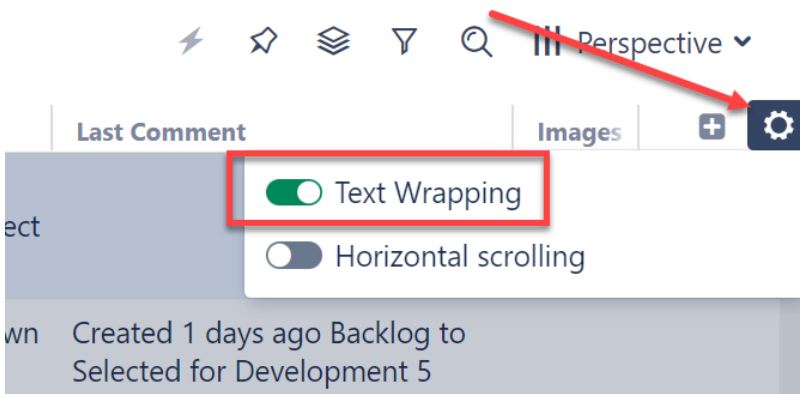 Perspective
Last Comment
Images
Text Wrapping
ect
Horizontal scrolling
wn
Created 1 days ago Backlog to
Selected for Development 5